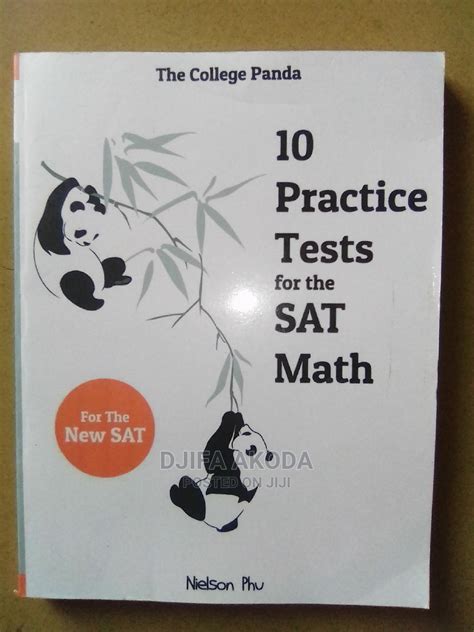 The College Panda
10
Practice
Tests
for the
SAT
Math
For The
New SAT
DJIFA AKODA
POSTED ON JIJI
Nielson Phu